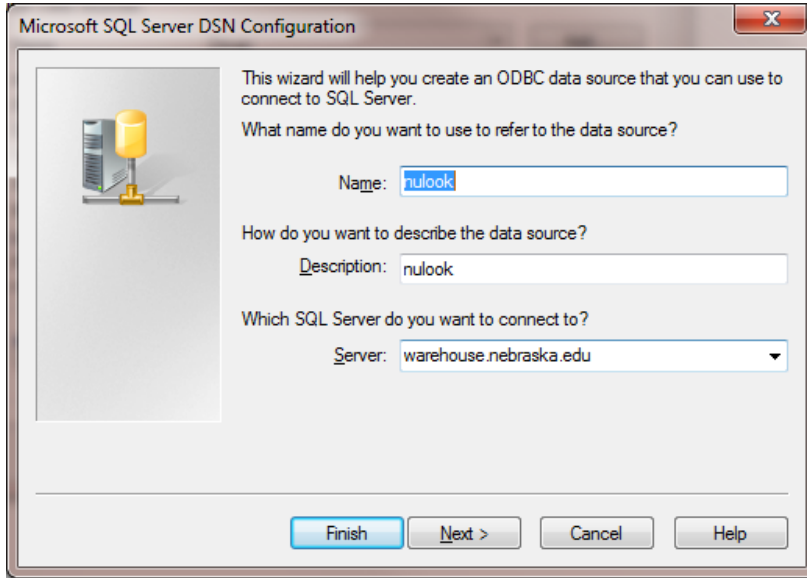 Microsoft SQL Server DSN Configuration
This wizard will help you create an ODBC data source that you can use to
connect to SQL Server.
What name do you want to use to refer to the data source?
Name: nulook
How do you want to describe the data source?
Description: nulook
Which SQL Server do you want to connect to?
Server: warehouse.nebraska.edu
Finish Next > Cancel Help